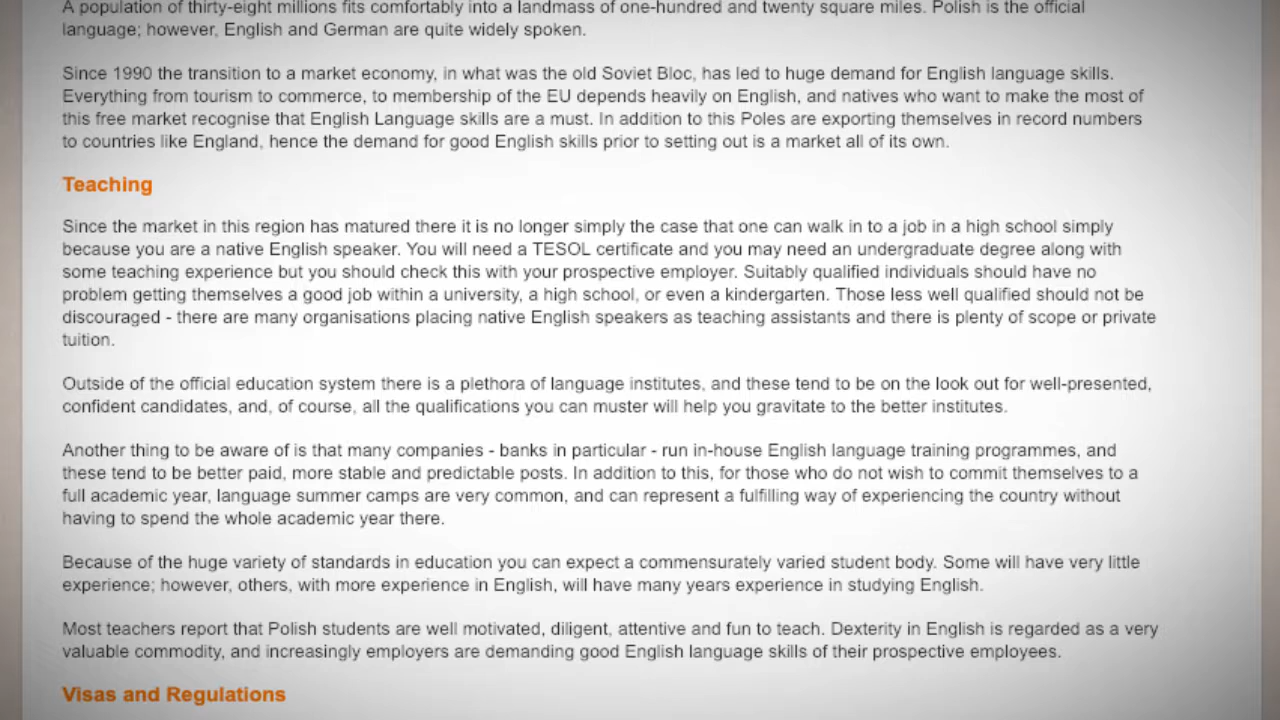 A population of thirty-eight millions fits comfortably into a landmass of one-hundred and twenty square miles. Polish is the official
language; however, English and German are quite widely spoken.
Since 1990 the transition to a market economy, in what was the old Soviet Bloc, has led to huge demand for English language skills.
Everything from tourism to commerce, to membership of the EU depends heavily on English, and natives who want to make the most of
this free market recognise that English Language skills are a must. In addition to this Poles are exporting themselves in record numbers
to countries like England, hence the demand for good English skills prior to setting out is a market all of its own.
Teaching
Since the market in this region has matured there it is no longer simply the case that one can walk in to a job in a high school simply
because you are a native English speaker. You will need a TESOL certificate and you may need an undergraduate degree along with
some teaching experience but you should check this with your prospective employer. Suitably qualified individuals should have no
problem getting themselves a good job within a university, a high school, or even a kindergarten. Those less well qualified should not be
discouraged - there are many organisations placing native English speakers as teaching assistants and there is plenty of scope or private
tuition.
Outside of the official education system there is a plethora of language institutes, and these tend to be on the look out for well-presented,
confident candidates, and, of course, all the qualifications you can muster will help you gravitate to the better institutes.
Another thing to be aware of is that many companies - banks in particular - run in-house English language training programmes, and
these tend to be better paid, more stable and predictable posts. In addition to this, for those who do not wish to commit themselves to a
full academic year, language summer camps are very common, and can represent a fulfilling way of experiencing the country without
having to spend the whole academic year there.
Because of the huge variety of standards in education you can expect a commensurately varied student body. Some will have very little
experience; however, others, with more experience in English, will have many years experience in studying English.
Most teachers report that Polish students are well motivated, diligent, attentive and fun to teach. Dexterity in English is regarded as a very
valuable commodity, and increasingly employers are demanding good English language skills of their prospective employees.
Visas and Regulations